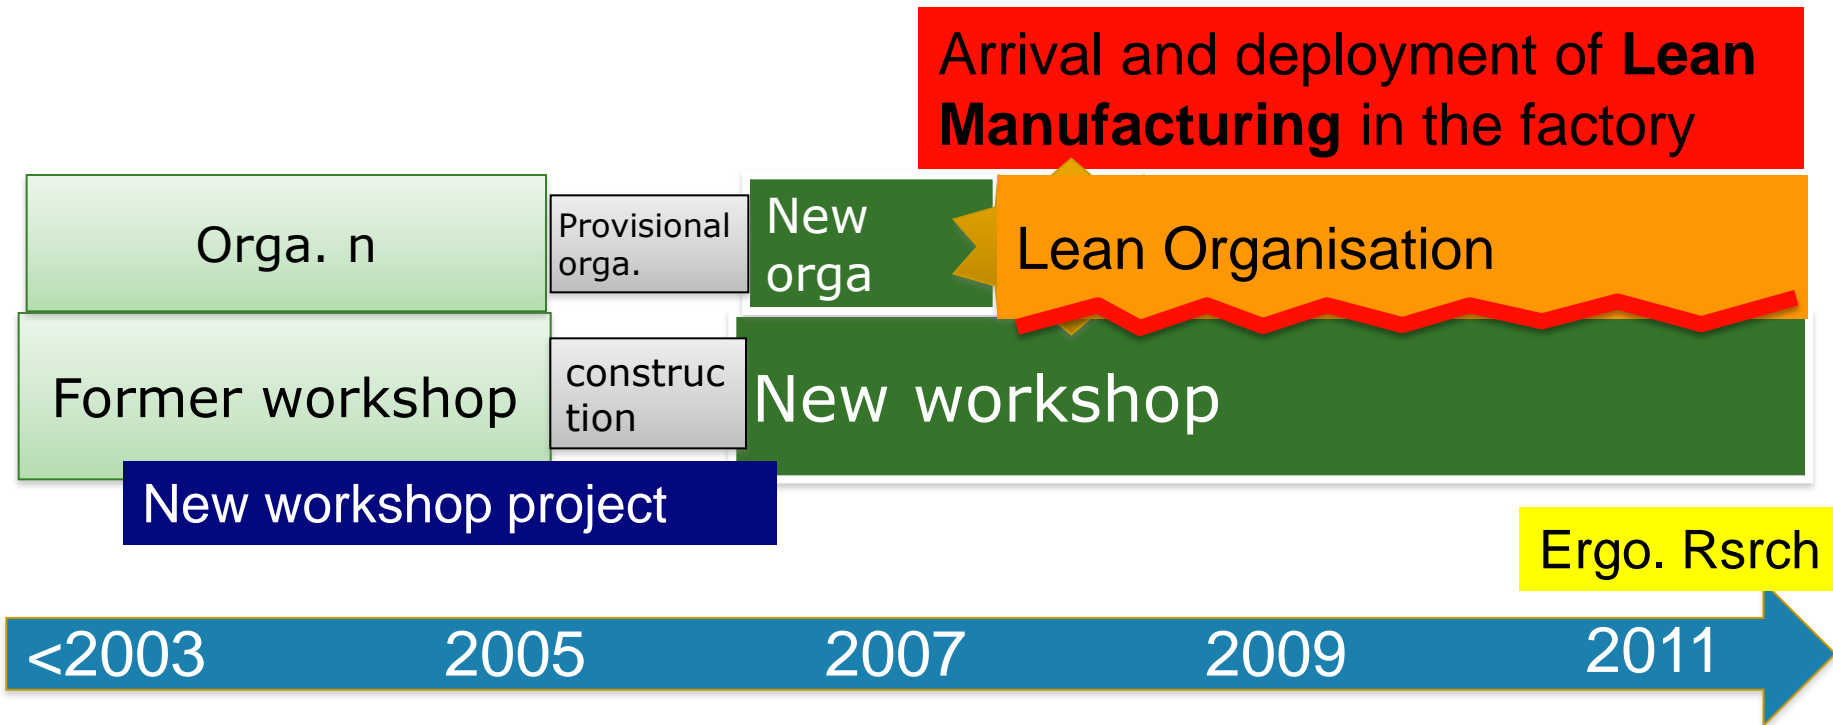 Arrival and deployment of Lean
Manufacturing in the factory
Orga. n
Provisional
orga.
New
orga
Lean Organisation
Former workshop
construc
tion
New workshop
New workshop project
Ergo. Rsrch
<2003
2005
2007
2009
2011